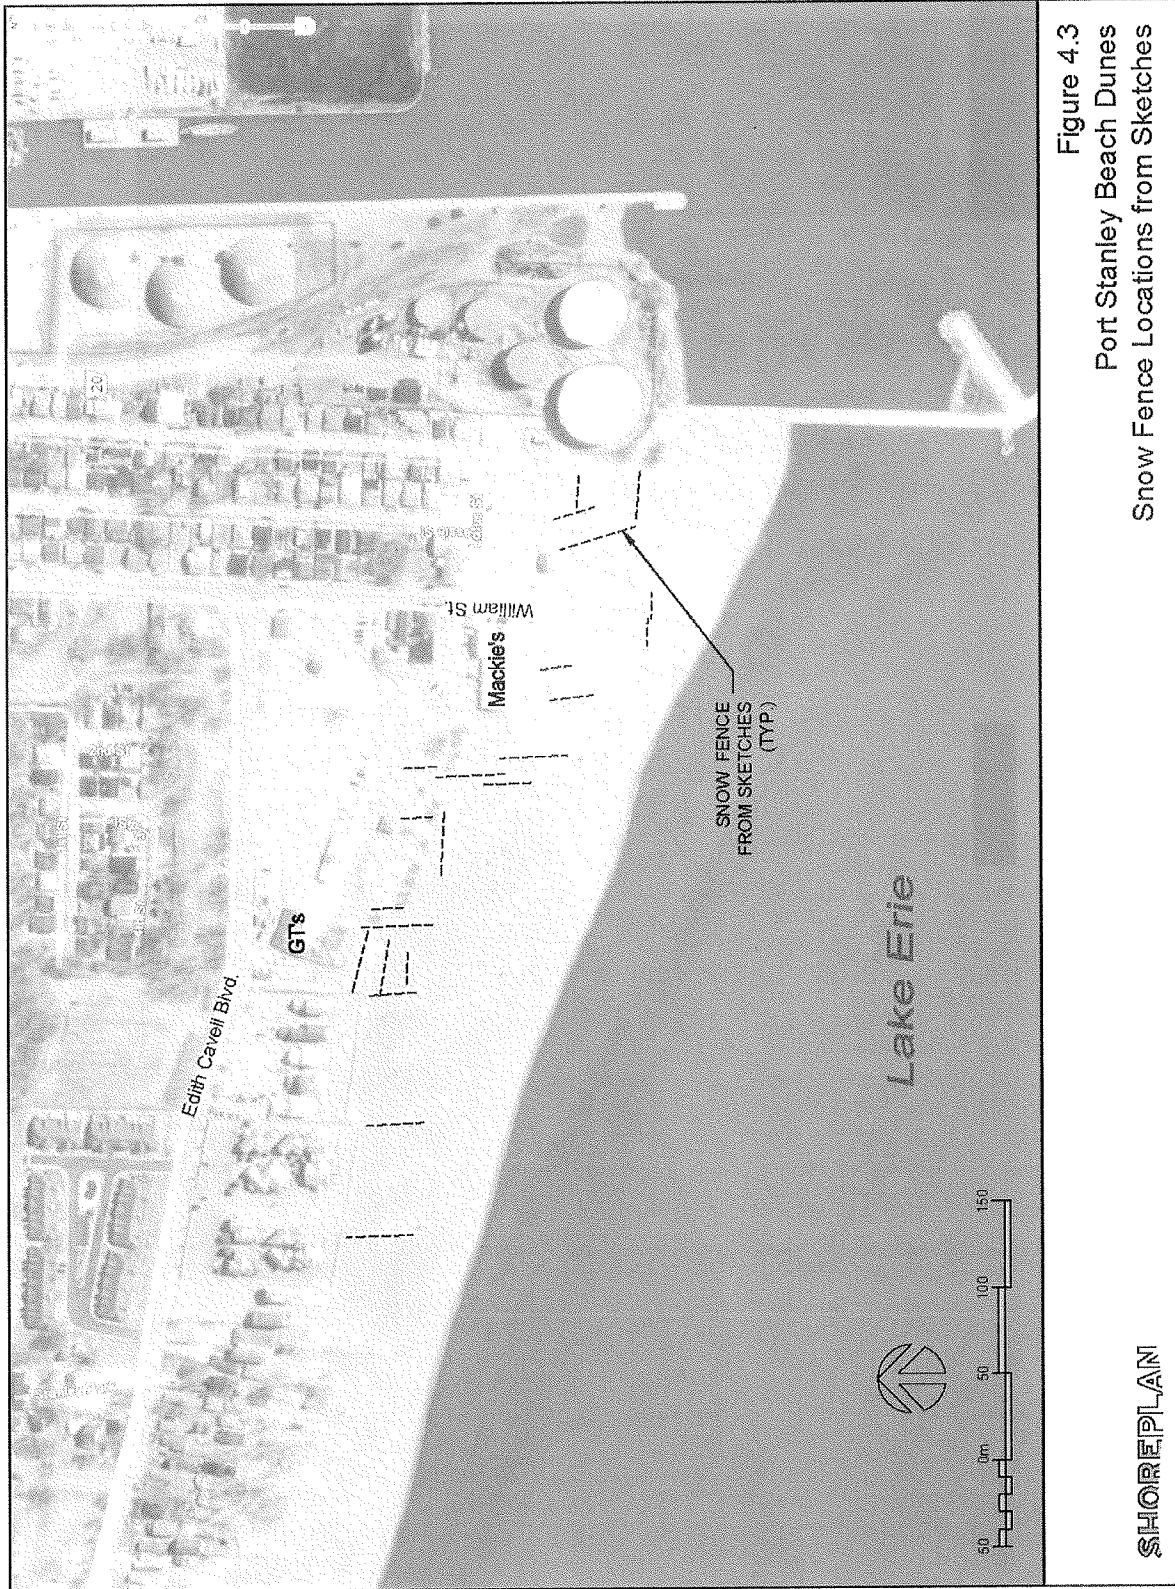 Edith Cavell Blvd.
GT's
Mackie's
William St.
20
SNOW FENCE
FROM SKETCHES
(TYP.)
Lake Erie
50
0m
50
100
150
SHOREPLAN
Figure 4.3
Port Stanley Beach Dunes
Snow Fence Locations from Sketches